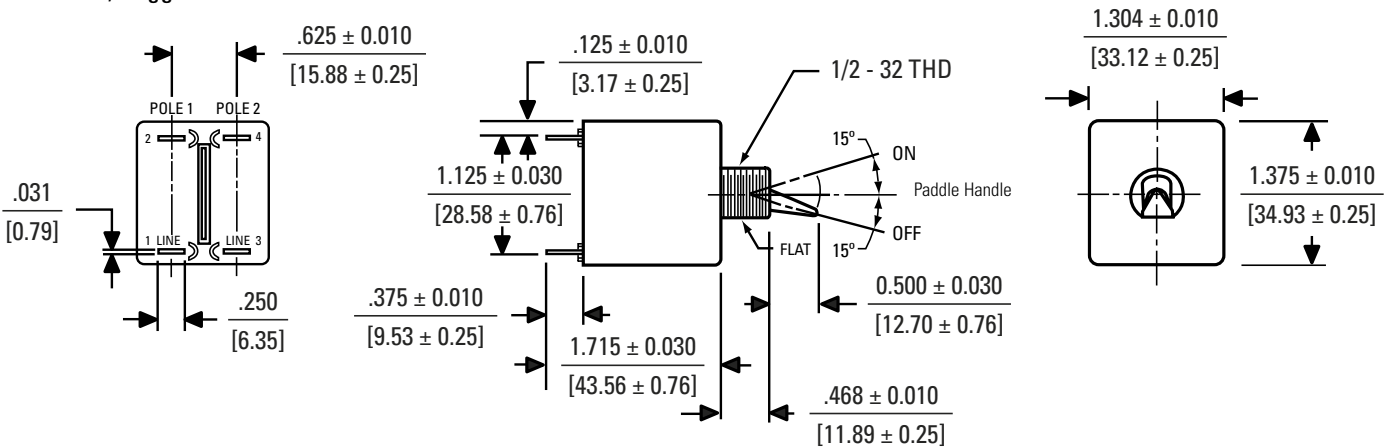 .625 ± 0.010
[15.88 ± 0.25]
POLE 1 POLE 2
2 4
1 LINE LINE 3
.031
[0.79]
.250
[6.35]
.125 ± 0.010
[3.17 ± 0.25]
1/2 - 32 THD
1.125 ± 0.030
[28.58 ± 0.76]
15º
ON
Paddle Handle
OFF
FLAT 15º
.375 ± 0.010
[9.53 ± 0.25]
1.715 ± 0.030
[43.56 ± 0.76]
0.500 ± 0.030
[12.70 ± 0.76]
.468 ± 0.010
[11.89 ± 0.25]
1.304 ± 0.010
[33.12 ± 0.25]
1.375 ± 0.010
[34.93 ± 0.25]